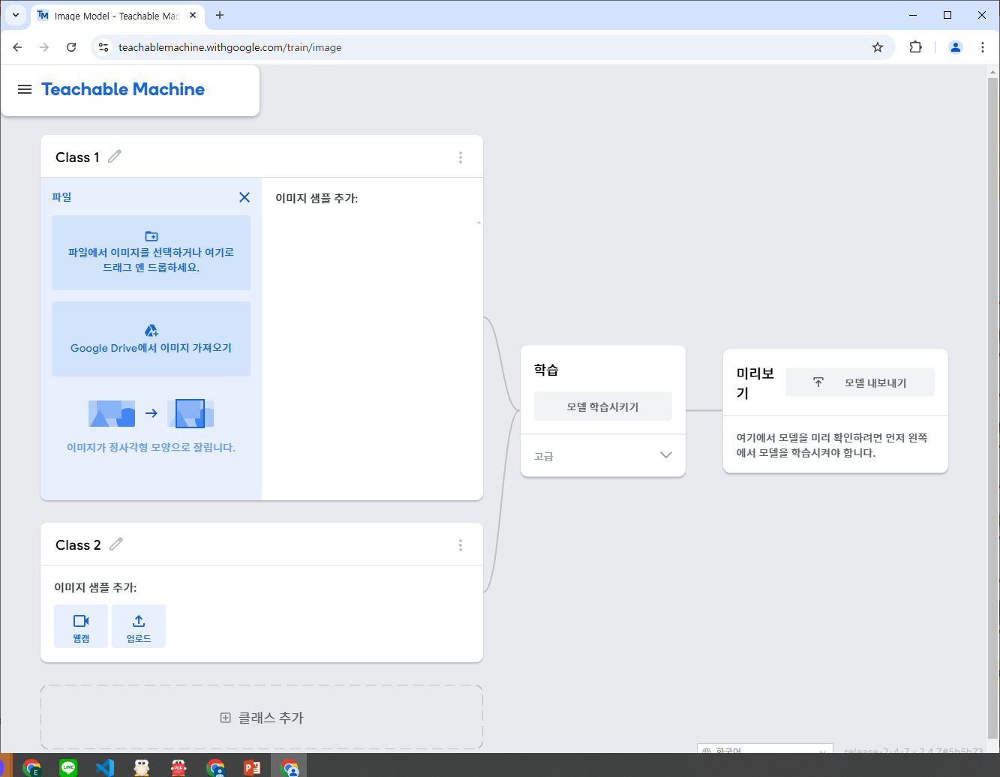 Image Model - Teachable Mac
teachablemachine.withgoogle.com/train/image
Teachable Machine
Class 1
파일
이미지 샘플 추가:
파일에서 이미지를 선택하거나 여기로
드래그 앤 드롭하세요.
Google Drive에서 이미지 가져오기
이미지가 정사각형 모양으로 잘립니다.
학습
모델 학습시키기
고급
미리보
기
모델 내보내기
여기에서 모델을 미리 확인하려면 먼저 왼쪽
에서 모델을 학습시켜야 합니다.
Class 2
이미지 샘플 추가:
웹캠
업로드
클래스 추가
한국어
release-2-4-7 - 2.4.7#5b5b73